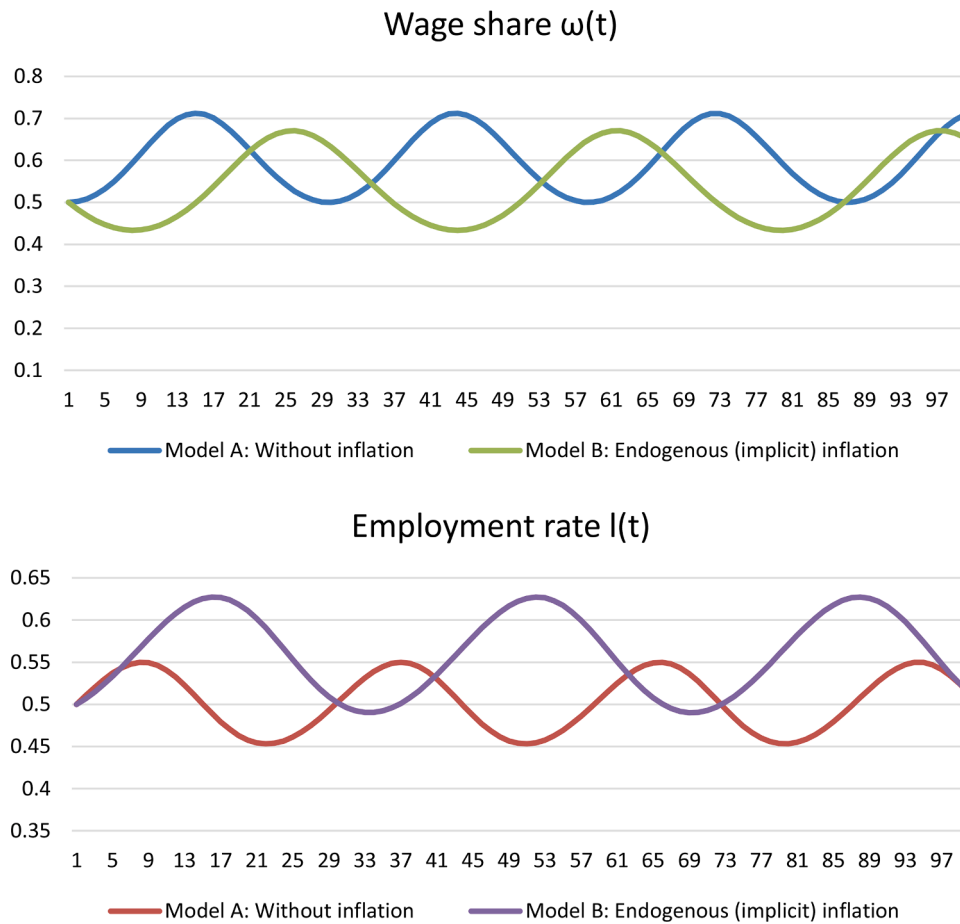 Wage share ω(t)
0.8
0.7
0.6
0.5
0.4
0.3
0.2
0.1
1 5 9 13 17 21 25 29 33 37 41 45 49 53 57 61 65 69 73 77 81 85 89 93 97
Model A: Without inflation Model B: Endogenous (implicit) inflation
Employment rate l(t)
0.65
0.6
0.55
0.5
0.45
0.4
0.35
1 5 9 13 17 21 25 29 33 37 41 45 49 53 57 61 65 69 73 77 81 85 89 93 97
Model A: Without inflation Model B: Endogenous (implicit) inflation